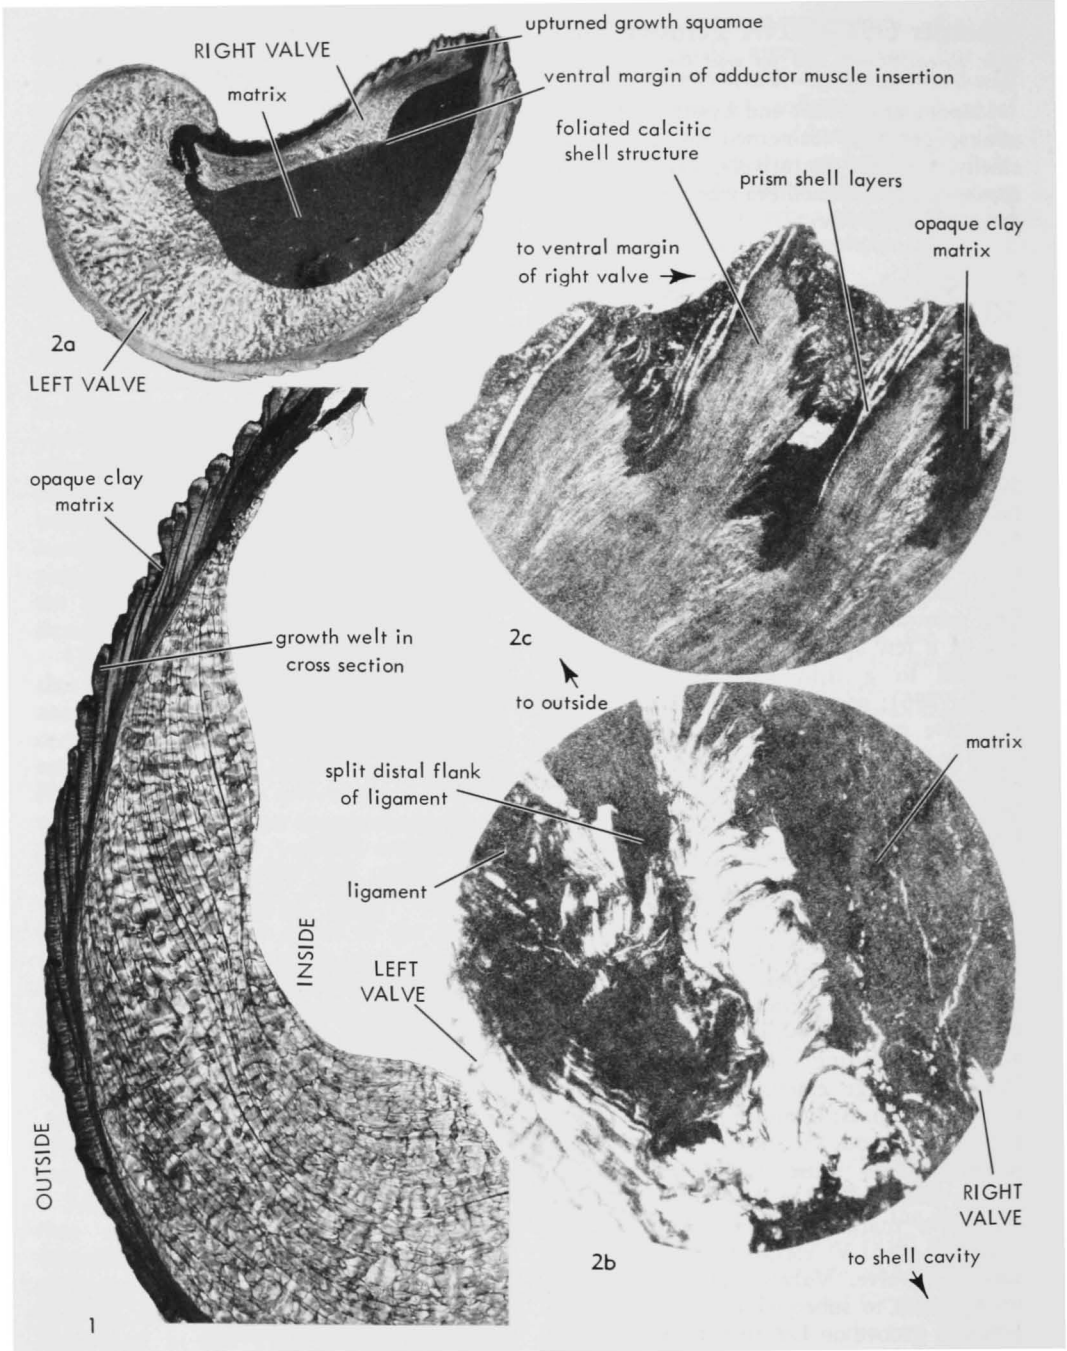 upturned growth squamae
RIGHT VALVE
ventral margin of adductor muscle insertion
matrix
foliated calcitic
shell structure
prism shell layers
opaque clay
matrix
to ventral margin
of right valve
2a
LEFT VALVE
opaque clay
matrix
growth welt in
cross section
2c
to outside
matrix
split distal flank
of ligament
ligament
INSIDE
LEFT
VALVE
OUTSIDE
RIGHT
VALVE
2b
to shell cavity
1